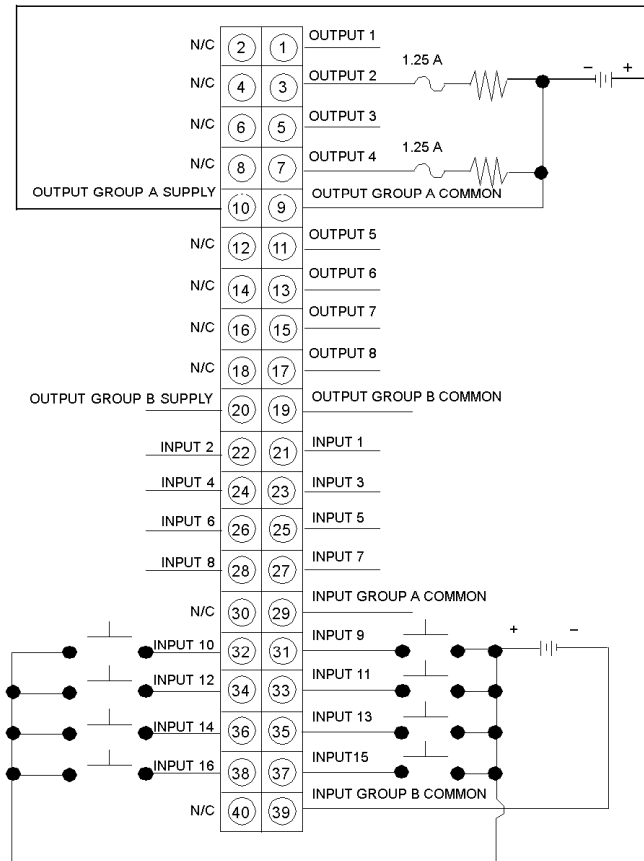 N/C 2 1 OUTPUT 1
N/C 4 3 OUTPUT 2 1.25 A - +
N/C 6 5 OUTPUT 3
N/C 8 7 OUTPUT 4 1.25 A
OUTPUT GROUP A SUPPLY 10 9 OUTPUT GROUP A COMMON
N/C 12 11 OUTPUT 5
N/C 14 13 OUTPUT 6
N/C 16 15 OUTPUT 7
N/C 18 17 OUTPUT 8
OUTPUT GROUP B SUPPLY 20 19 OUTPUT GROUP B COMMON
INPUT 2 22 21 INPUT 1
INPUT 4 24 23 INPUT 3
INPUT 6 26 25 INPUT 5
INPUT 8 28 27 INPUT 7
N/C 30 29 INPUT GROUP A COMMON
INPUT 10 32 31 INPUT 9 + -
INPUT 12 34 33 INPUT 11
INPUT 14 36 35 INPUT 13
INPUT 16 38 37 INPUT15
N/C 40 39 INPUT GROUP B COMMON